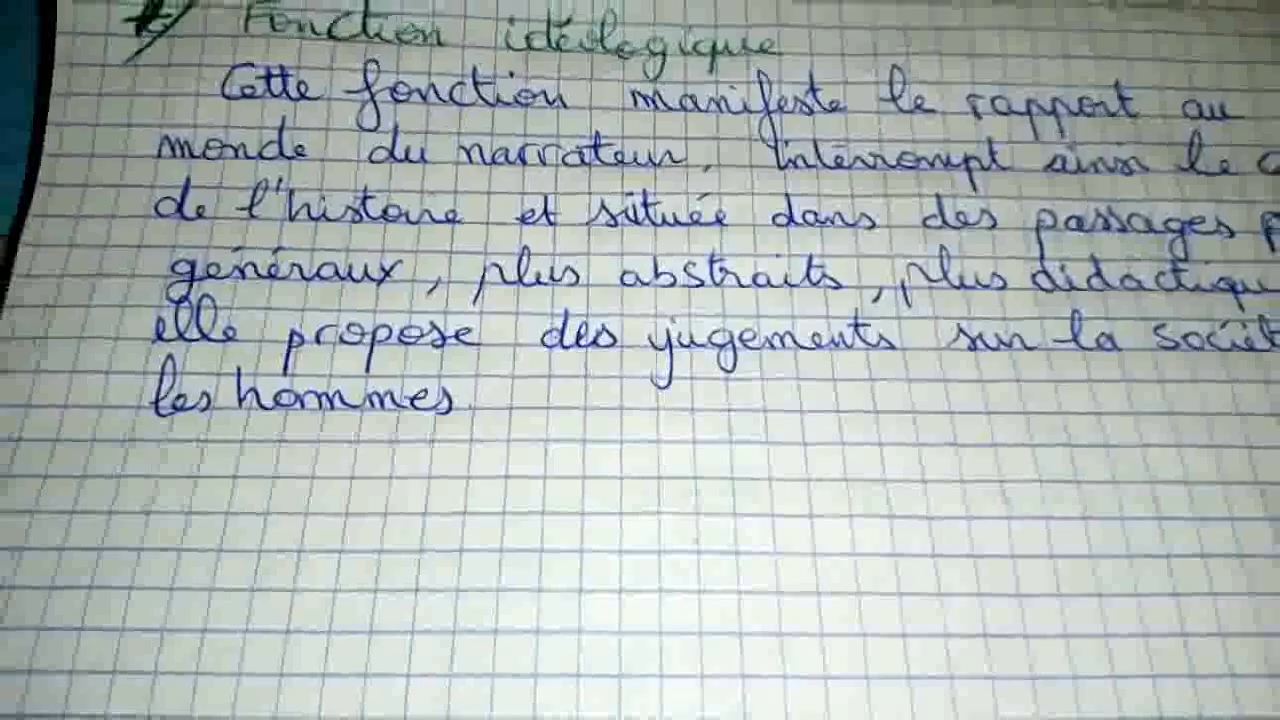 Fonction idéologique
Cette fonction manifeste le rapport au
monde du narrateur. Interrompt ainsi le
de l'histoire et située dans des passages
généraux, plus abstraits, plus didactique
elle propose des jugements sur la sociét
les hommes